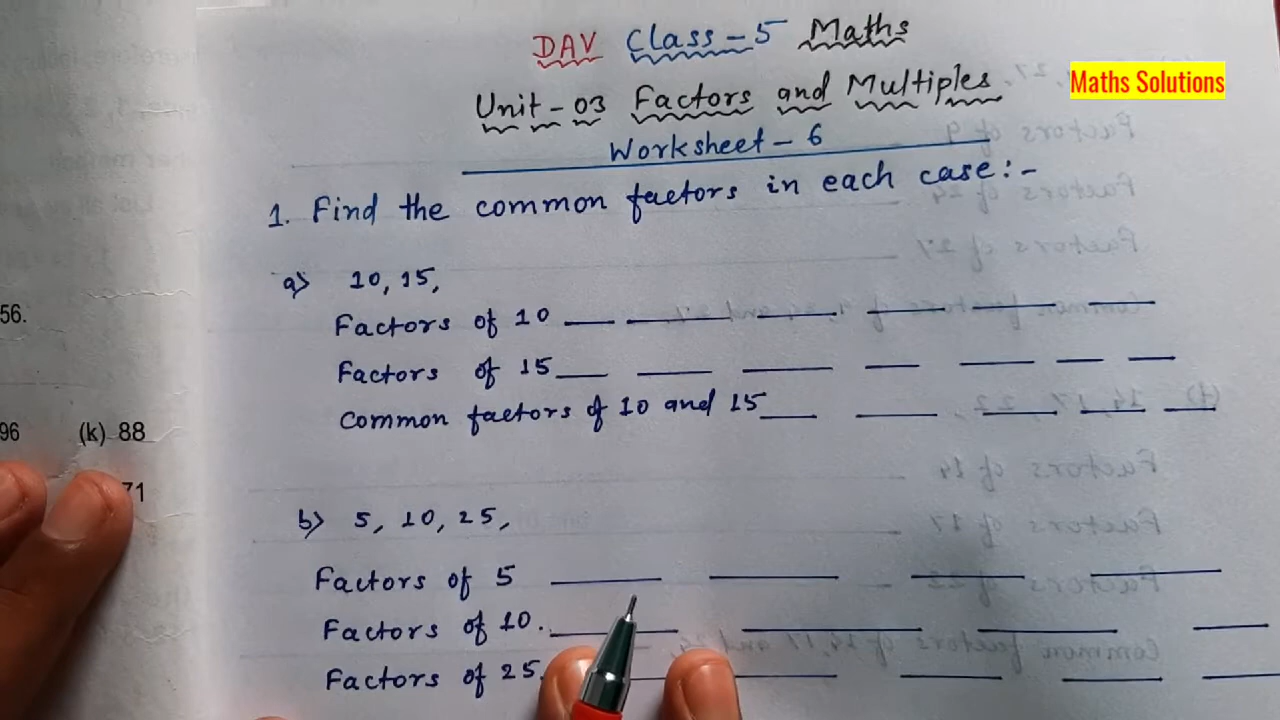 DAV Class-5 Maths
Maths Solutions
Unit-03 Factors and Multiples
Worksheet-6
1. Find the common factors in each case:-
a) 10, 15,
Factors of 10
56.
Factors of 15
Common factors of 10 and 15
96 (k) 88
71
b) 5, 10, 25,
Factors of 5
Factors of 10.
Factors of 25.